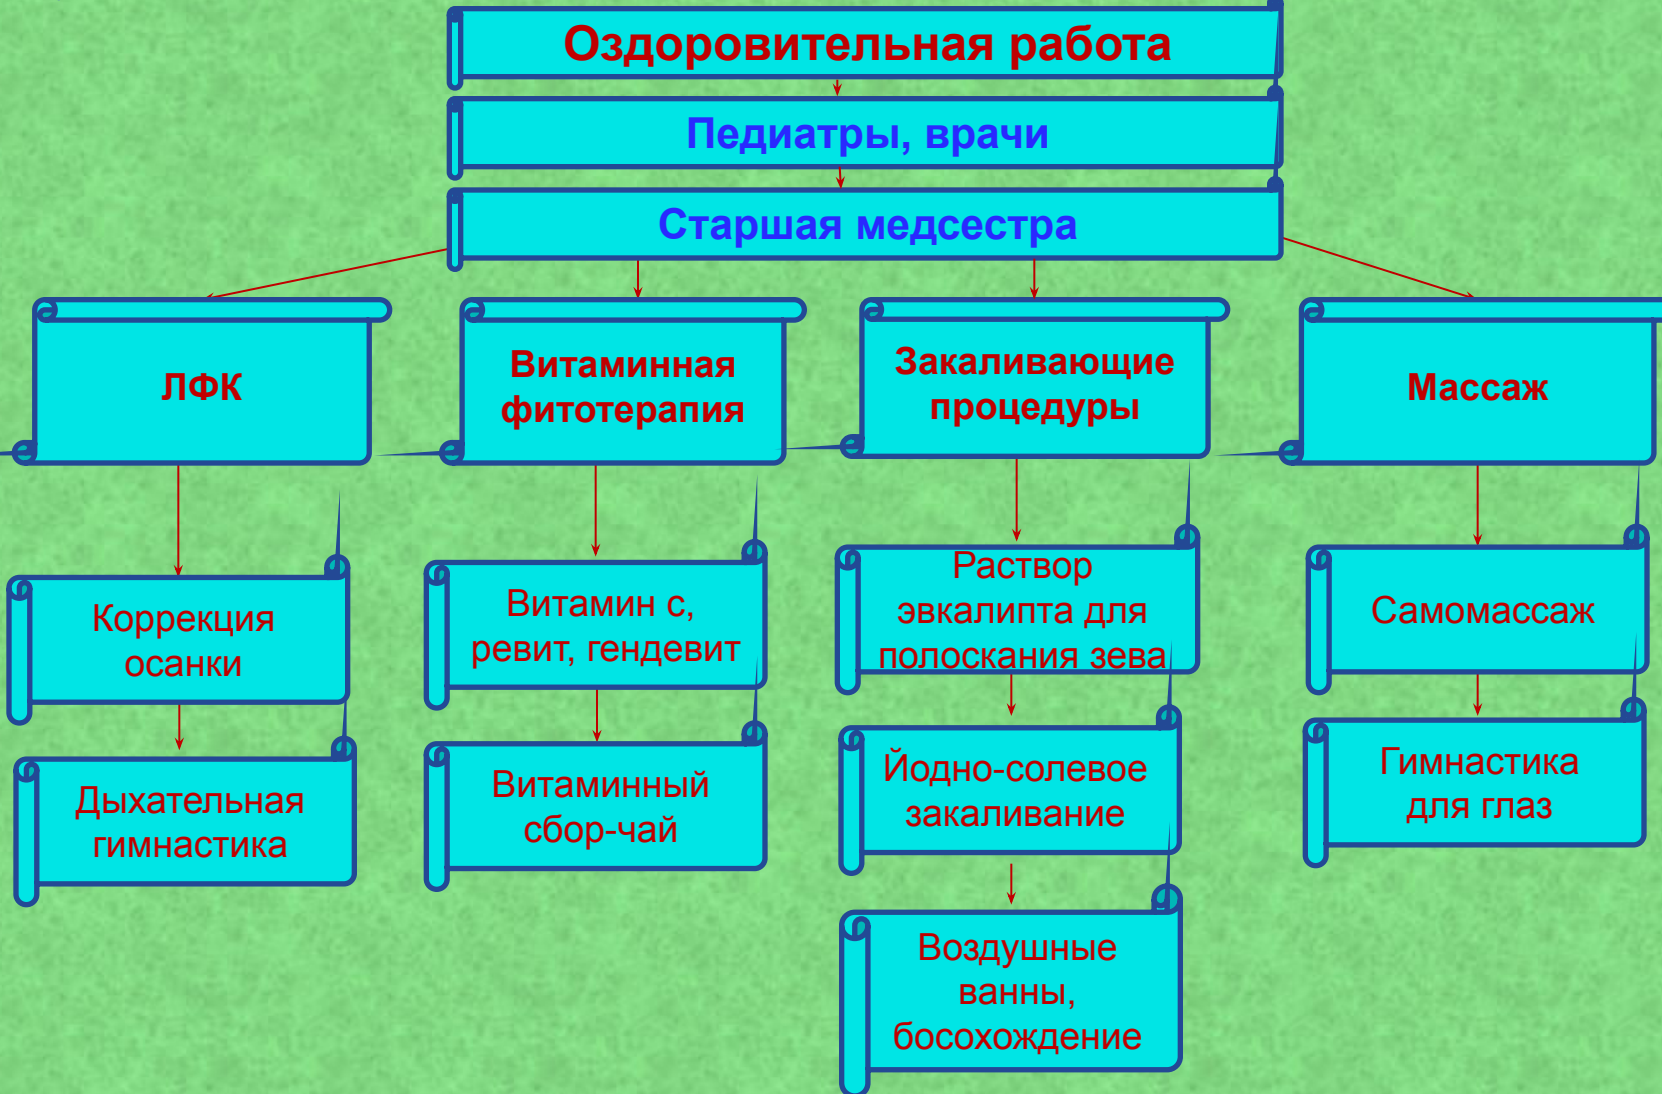 Оздоровительная работа
Педиатры, врачи
Старшая медсестра
ЛФК
Витаминная
фитотерапия
Закаливающие
процедуры
Массаж
Коррекция
осанки
Дыхательная
гимнастика
Витамин с,
ревит, гендевит
Витаминный
сбор-чай
Раствор
эвкалипта для
полоскания зева
Йодно-солевое
закаливание
Воздушные
ванны,
босохождение
Самомассаж
Гимнастика
для глаз